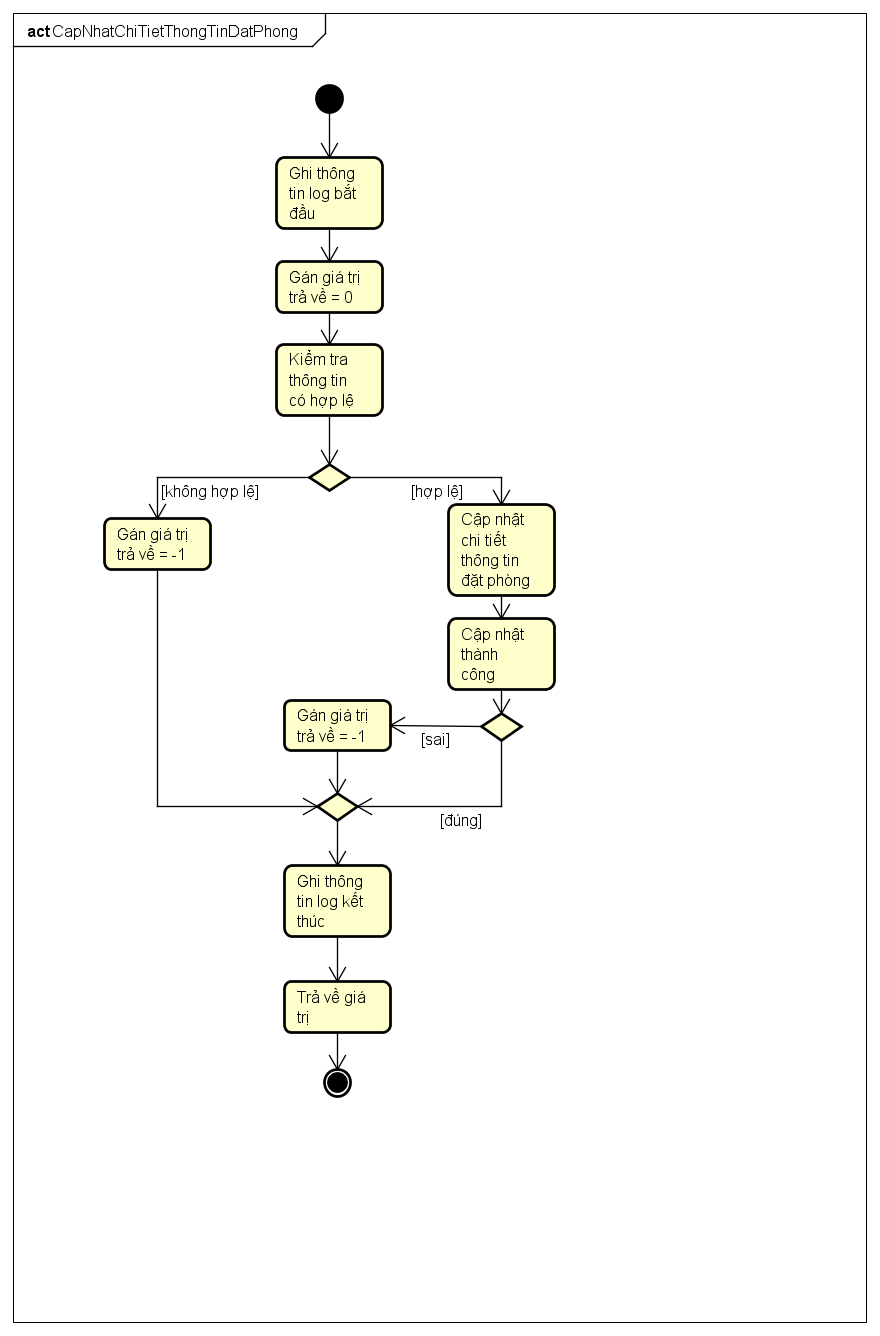 act CapNhatChiTietThongTinDatPhong
Ghi thông
tin log bắt
đầu
Gán giá trị
trả về = 0
Kiểm tra
thông tin
có hợp lệ
[không hợp lệ]
[hợp lệ]
Gán giá trị
trả về = -1
Cập nhật
chi tiết
thông tin
đặt phòng
Cập nhật
thành
công
Gán giá trị
trả về = -1
[sai]
[đúng]
Ghi thông
tin log kết
thúc
Trả về giá
trị